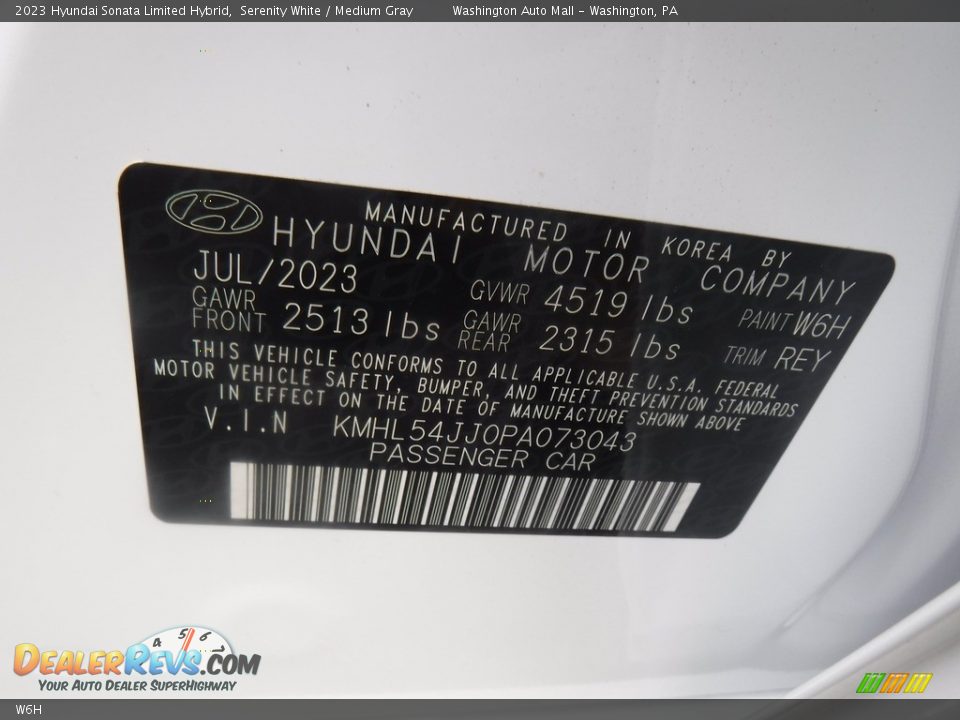 2023 Hyundai Sonata Limited Hybrid, Serenity White / Medium Gray Washington Auto Mall - Washington, PA
MANUFACTURED IN KOREA BY
HYUNDAI MOTOR COMPANY
JUL/2023
GAWR FRONT 2513 lbs
GVWR 4519 lbs
GAWR REAR 2315 lbs
PAINT W6H
TRIM REY
THIS VEHICLE CONFORMS TO ALL APPLICABLE U.S.A. FEDERAL
MOTOR VEHICLE SAFETY, BUMPER, AND THEFT PREVENTION STANDARDS
IN EFFECT ON THE DATE OF MANUFACTURE SHOWN ABOVE
V.I.N KMHL54JJ0PA073043
PASSENGER CAR
4 5 6
DEALERREVS.COM
YOUR AUTO DEALER SUPERHIGHWAY
W6H